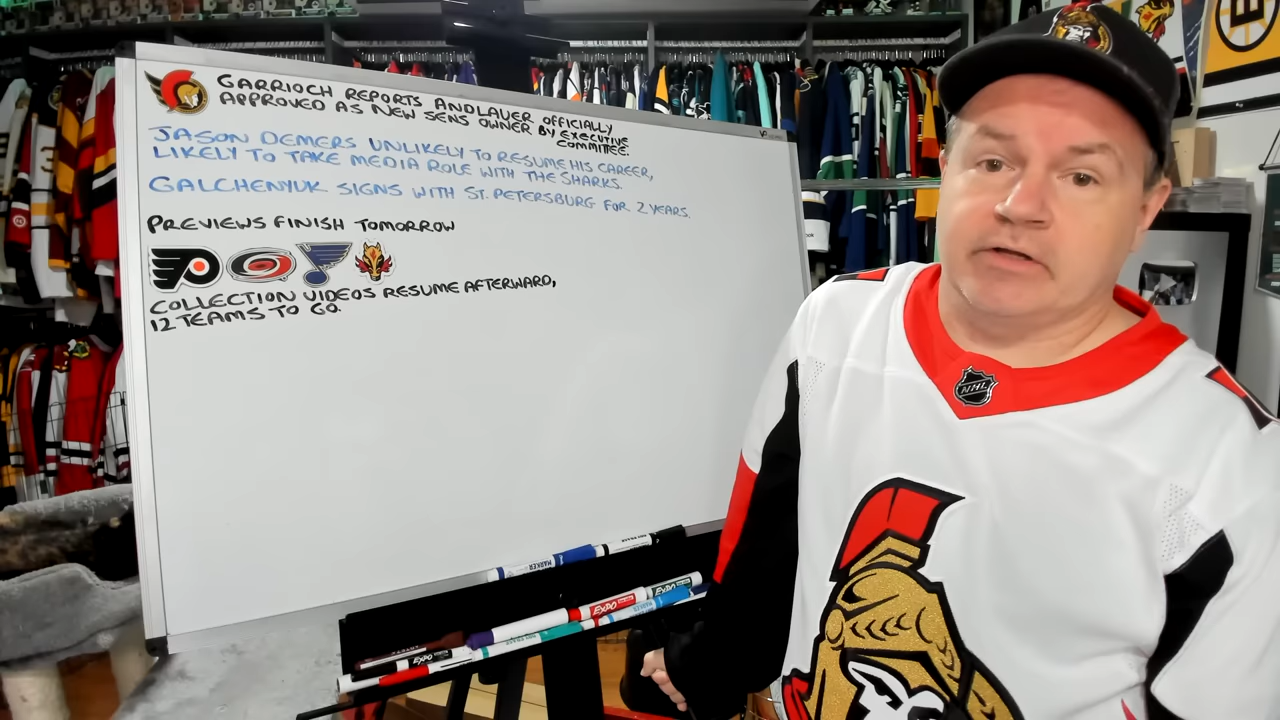 GARRIOCH REPORTS ANDLAUER OFFICIALLY
APPROVED AS NEW SENS OWNER BY EXECUTIVE
COMMITTEE.
JASON DEMERS UNLIKELY TO RESUME HIS CAREER,
LIKELY TO TAKE MEDIA ROLE WITH THE SHARKS.
GALCHENYUK SIGNS WITH ST. PETERSBURG FOR 2 YEARS.
PREVIEWS FINISH TOMORROW
COLLECTION VIDEOS RESUME AFTERWARD,
12 TEAMS TO GO.
NHL
MARKER
EXPO
EXPO
EXPO